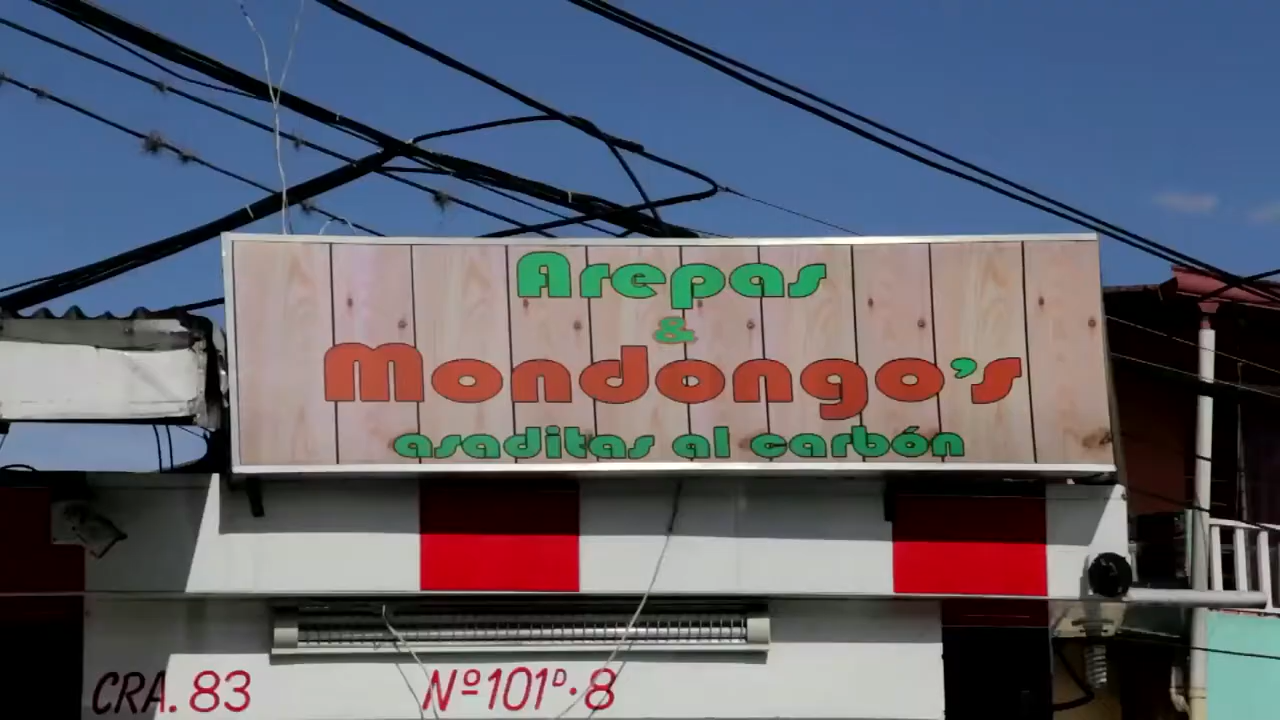 Arepas
&
Mondongo's
asaditas al carbón
CRA. 83 Nº101ᴰ·8